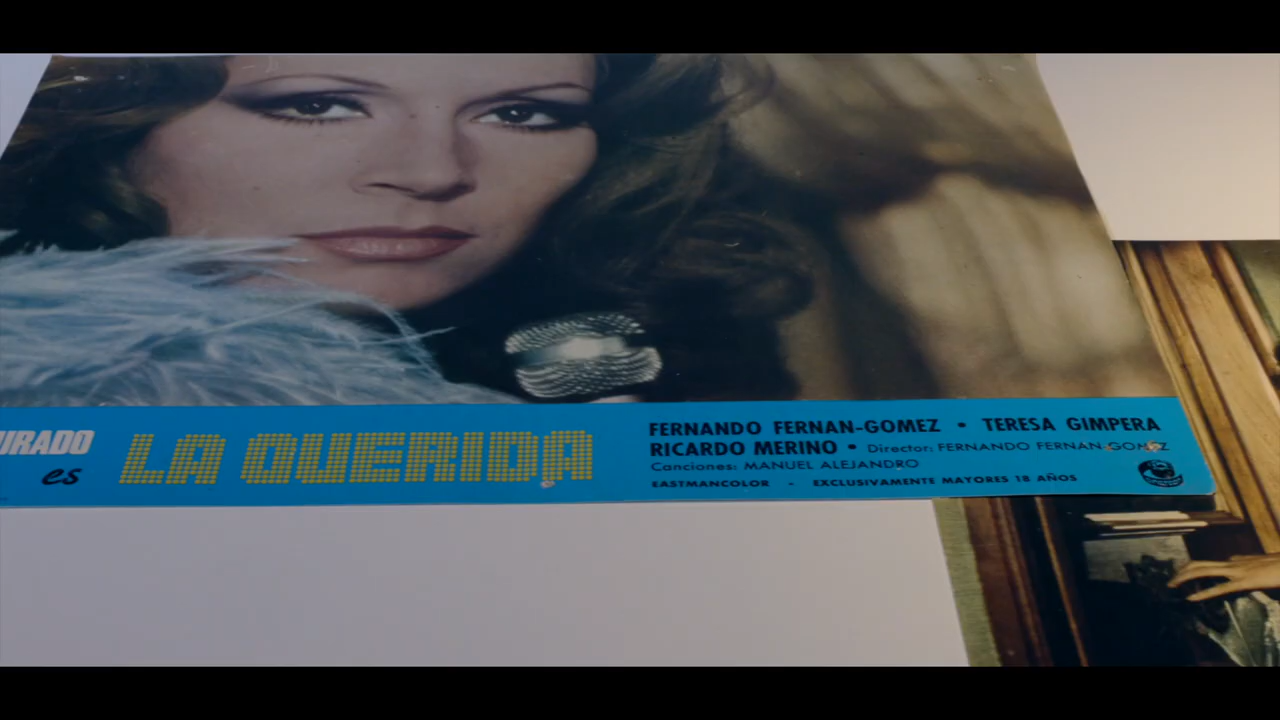 URADO
es
LA QUERIDA
FERNANDO FERNAN-GOMEZ • TERESA GIMPERA
RICARDO MERINO • Director: FERNANDO FERNAN-GOMEZ
Canciones: MANUEL ALEJANDRO
EASTMANCOLOR - EXCLUSIVAMENTE MAYORES 18 AÑOS